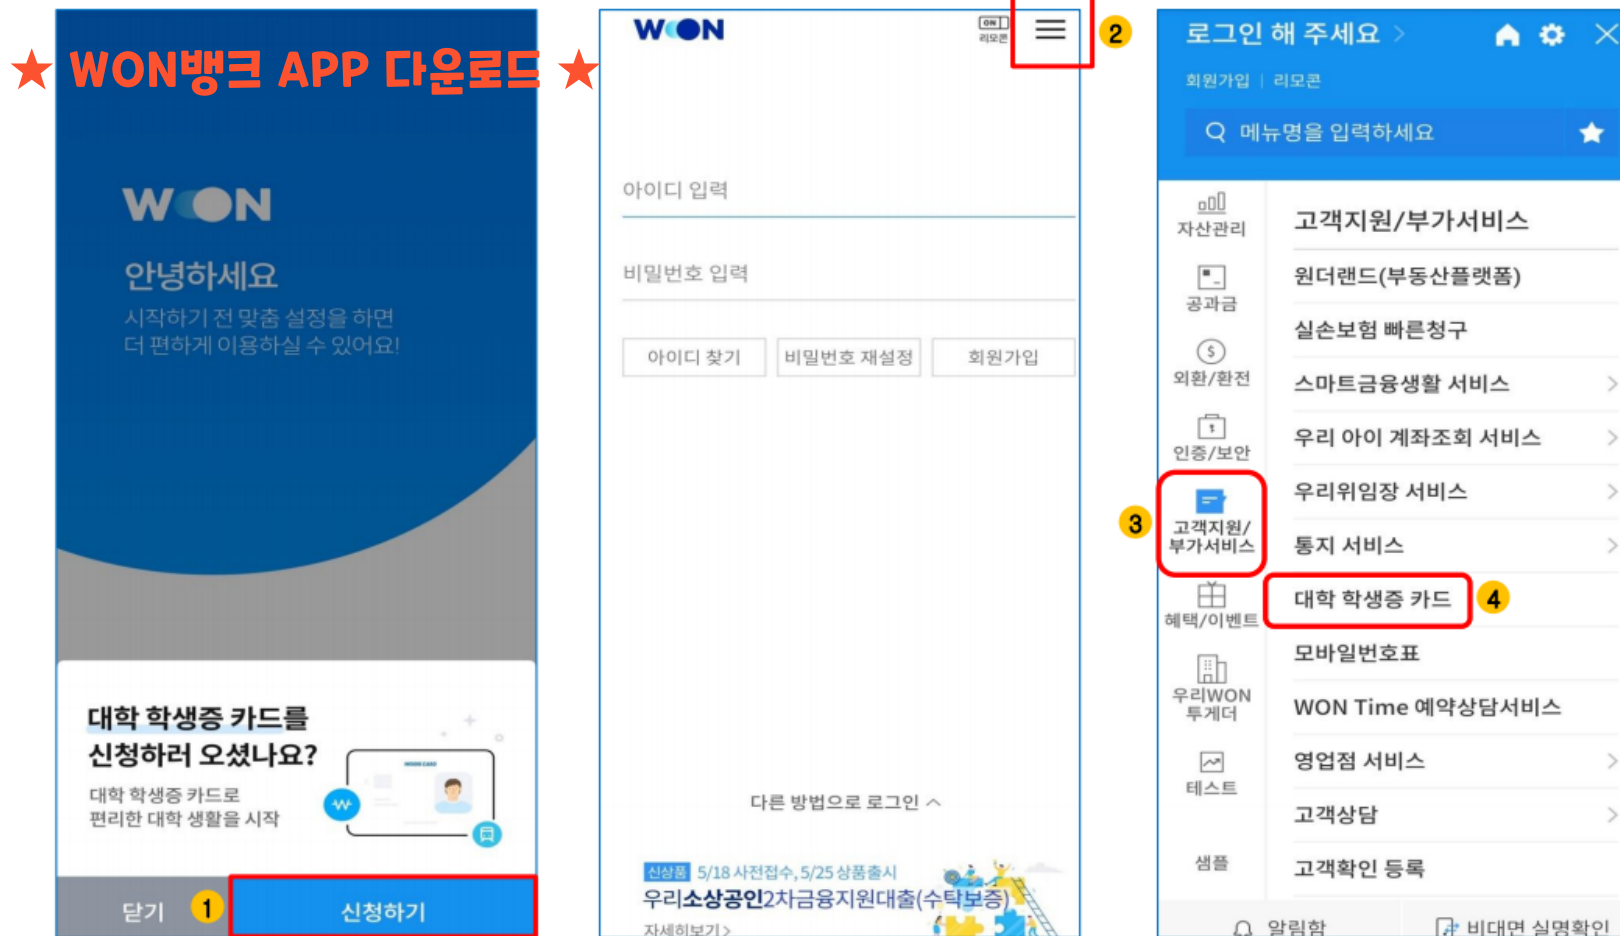 ★ WON뱅크 APP 다운로드 ★
WON
안녕하세요
시작하기 전 맞춤 설정을 하면
더 편하게 이용하실 수 있어요!
대학 학생증 카드를
신청하러 오셨나요?
대학 학생증 카드로
편리한 대학 생활을 시작
닫기
1
신청하기
WON
ON
리모콘
2
아이디 입력
비밀번호 입력
아이디 찾기
비밀번호 재설정
회원가입
다른 방법으로 로그인
신상품 5/18 사전접수, 5/25 상품출시
우리소상공인2차금융지원대출(수탁보증)
자세히보기>
로그인 해 주세요 >
회원가입 | 리모콘
메뉴명을 입력하세요
자산관리
공과금
외환/환전
인증/보안
3
고객지원/
부가서비스
혜택/이벤트
우리WON
투게더
테스트
샘플
고객지원/부가서비스
원더랜드(부동산플랫폼)
실손보험 빠른청구
스마트금융생활 서비스 >
우리 아이 계좌조회 서비스 >
우리위임장 서비스 >
통지 서비스 >
대학 학생증 카드
4
모바일번호표
WON Time 예약상담서비스
영업점 서비스 >
고객상담 >
고객확인 등록
알림함
비대면 실명확인